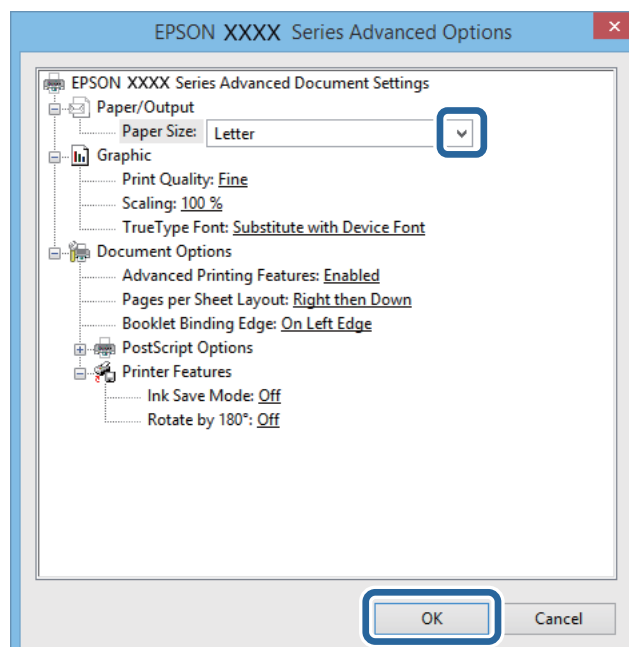 EPSON XXXX Series Advanced Options
EPSON XXXX Series Advanced Document Settings
Paper/Output
Paper Size: Letter
Graphic
Print Quality: Fine
Scaling: 100 %
TrueType Font: Substitute with Device Font
Document Options
Advanced Printing Features: Enabled
Pages per Sheet Layout: Right then Down
Booklet Binding Edge: On Left Edge
PostScript Options
Printer Features
Ink Save Mode: Off
Rotate by 180°: Off
OK Cancel